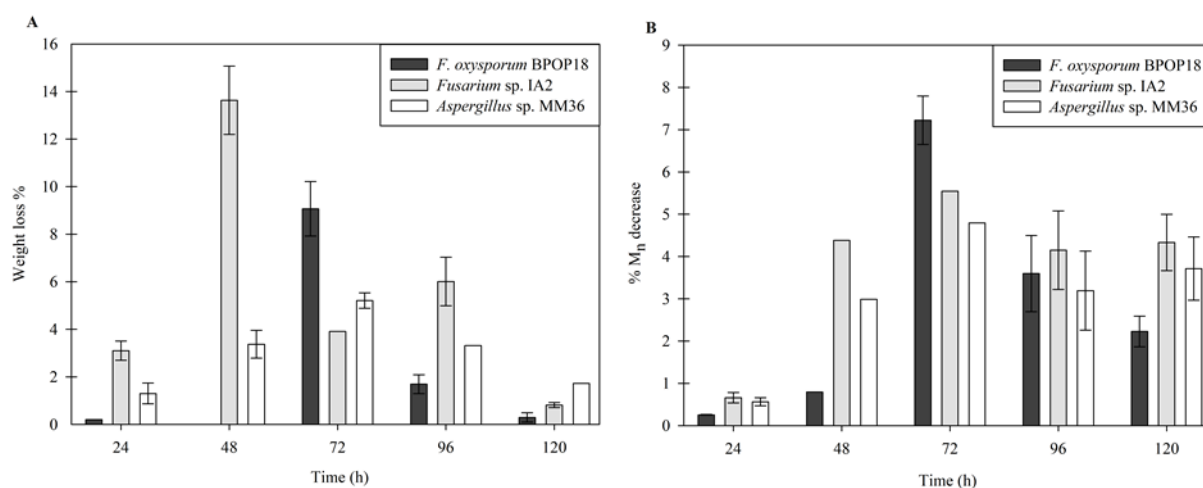 A
Weight loss %
16
14
12
10
8
6
4
2
0
F. oxysporum BPOP18
Fusarium sp. IA2
Aspergillus sp. MM36
24 48 72 96 120
Time (h)
B
% Mn decrease
9
8
7
6
5
4
3
2
1
0
F. oxysporum BPOP18
Fusarium sp. IA2
Aspergillus sp. MM36
24 48 72 96 120
Time (h)